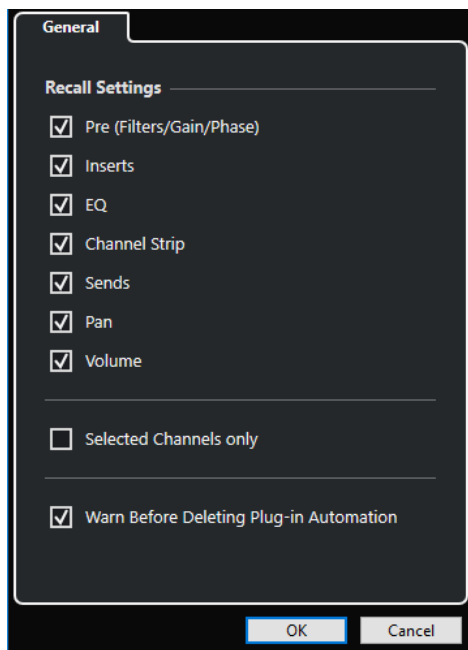 General
Recall Settings
Pre (Filters/Gain/Phase)
Inserts
EQ
Channel Strip
Sends
Pan
Volume
Selected Channels only
Warn Before Deleting Plug-in Automation
OK Cancel